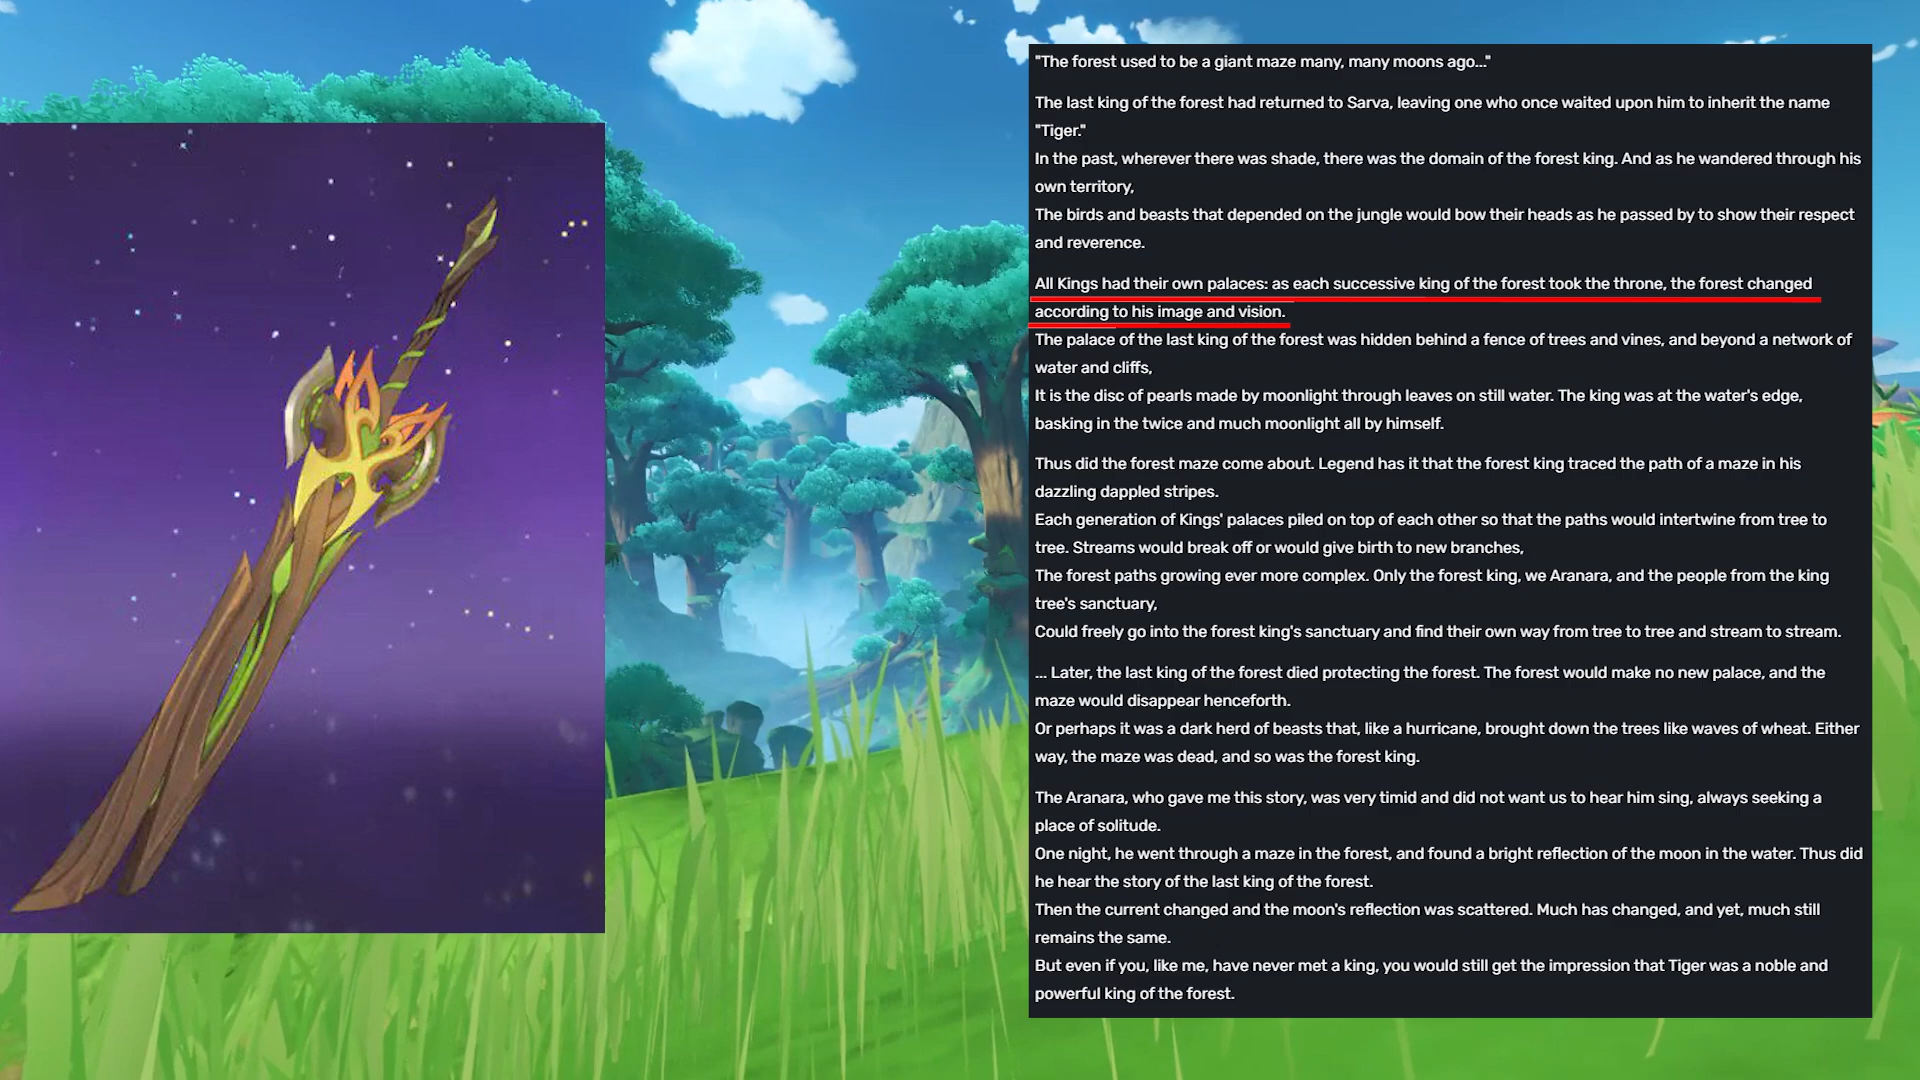 "The forest used to be a giant maze many, many moons ago..."
The last king of the forest had returned to Sarva, leaving one who once waited upon him to inherit the name
"Tiger."
In the past, wherever there was shade, there was the domain of the forest king. And as he wandered through his
own territory,
The birds and beasts that depended on the jungle would bow their heads as he passed by to show their respect
and reverence.
All Kings had their own palaces: as each successive king of the forest took the throne, the forest changed
according to his image and vision.
The palace of the last king of the forest was hidden behind a fence of trees and vines, and beyond a network of
water and cliffs,
It is the disc of pearls made by moonlight through leaves on still water. The king was at the water's edge,
basking in the twice and much moonlight all by himself.
Thus did the forest maze come about. Legend has it that the forest king traced the path of a maze in his
dazzling dappled stripes.
Each generation of Kings' palaces piled on top of each other so that the paths would intertwine from tree to
tree. Streams would break off or would give birth to new branches,
The forest paths growing ever more complex. Only the forest king, we Aranara, and the people from the king
tree's sanctuary,
Could freely go into the forest king's sanctuary and find their own way from tree to tree and stream to stream.
... Later, the last king of the forest died protecting the forest. The forest would make no new palace, and the
maze would disappear henceforth.
Or perhaps it was a dark herd of beasts that, like a hurricane, brought down the trees like waves of wheat. Either
way, the maze was dead, and so was the forest king.
The Aranara, who gave me this story, was very timid and did not want us to hear him sing, always seeking a
place of solitude.
One night, he went through a maze in the forest, and found a bright reflection of the moon in the water. Thus did
he hear the story of the last king of the forest.
Then the current changed and the moon's reflection was scattered. Much has changed, and yet, much still
remains the same.
But even if you, like me, have never met a king, you would still get the impression that Tiger was a noble and
powerful king of the forest.